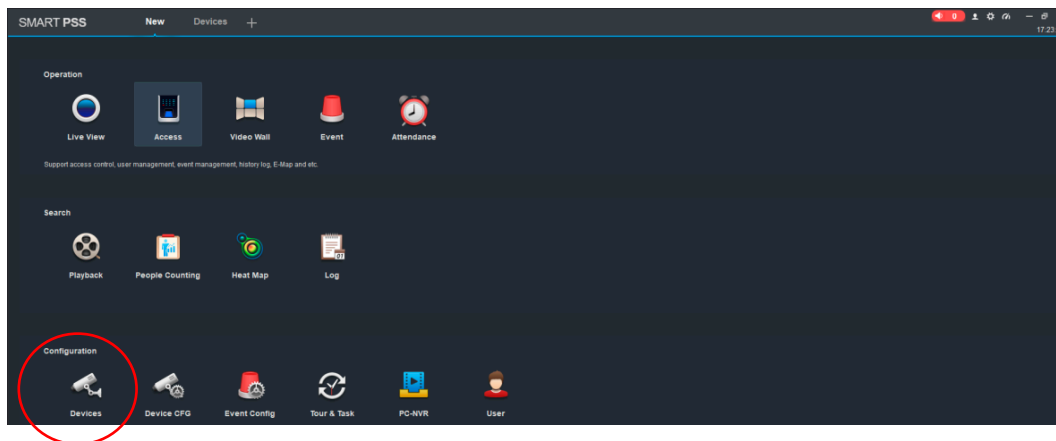 SMART PSS New Devices +
0
17:23
Operation
Live View Access Video Wall Event Attendance
Support access control, user management, event management, history log, E-Map and etc.
Search
Playback People Counting Heat Map Log
01
Configuration
Devices Device CFG Event Config Tour & Task PC-NVR User